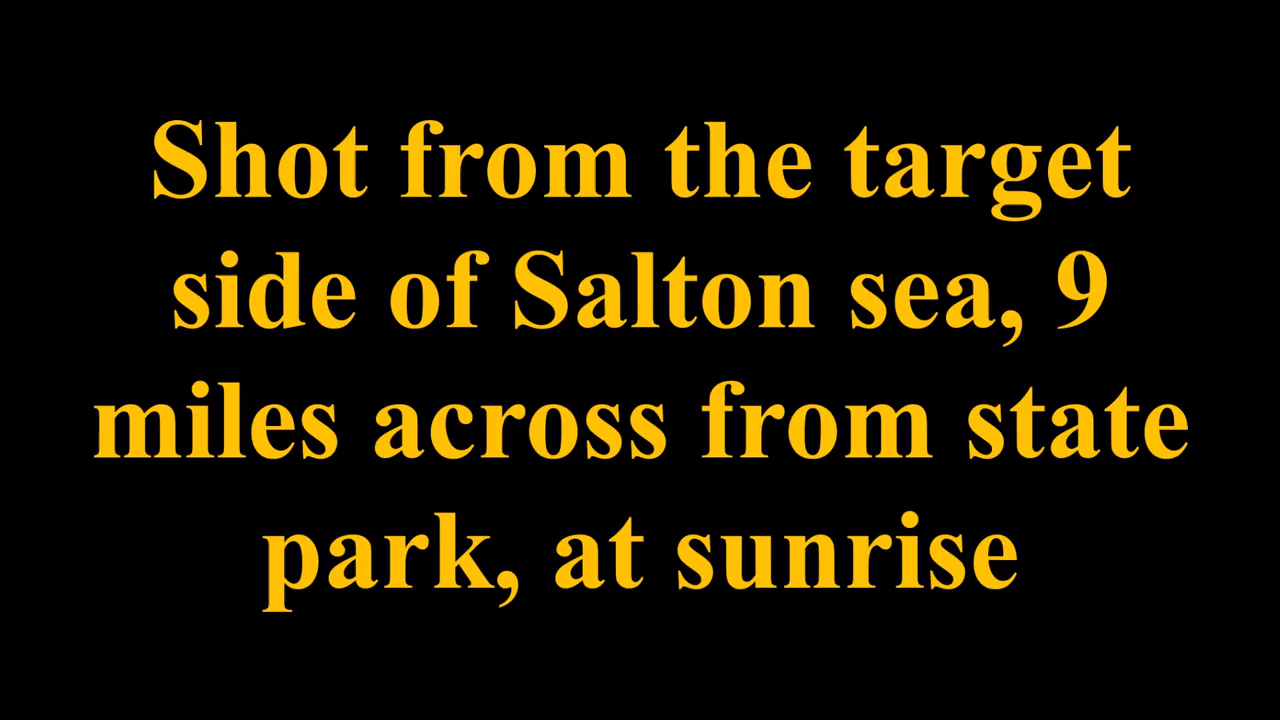 Shot from the target
side of Salton sea, 9
miles across from state
park, at sunrise